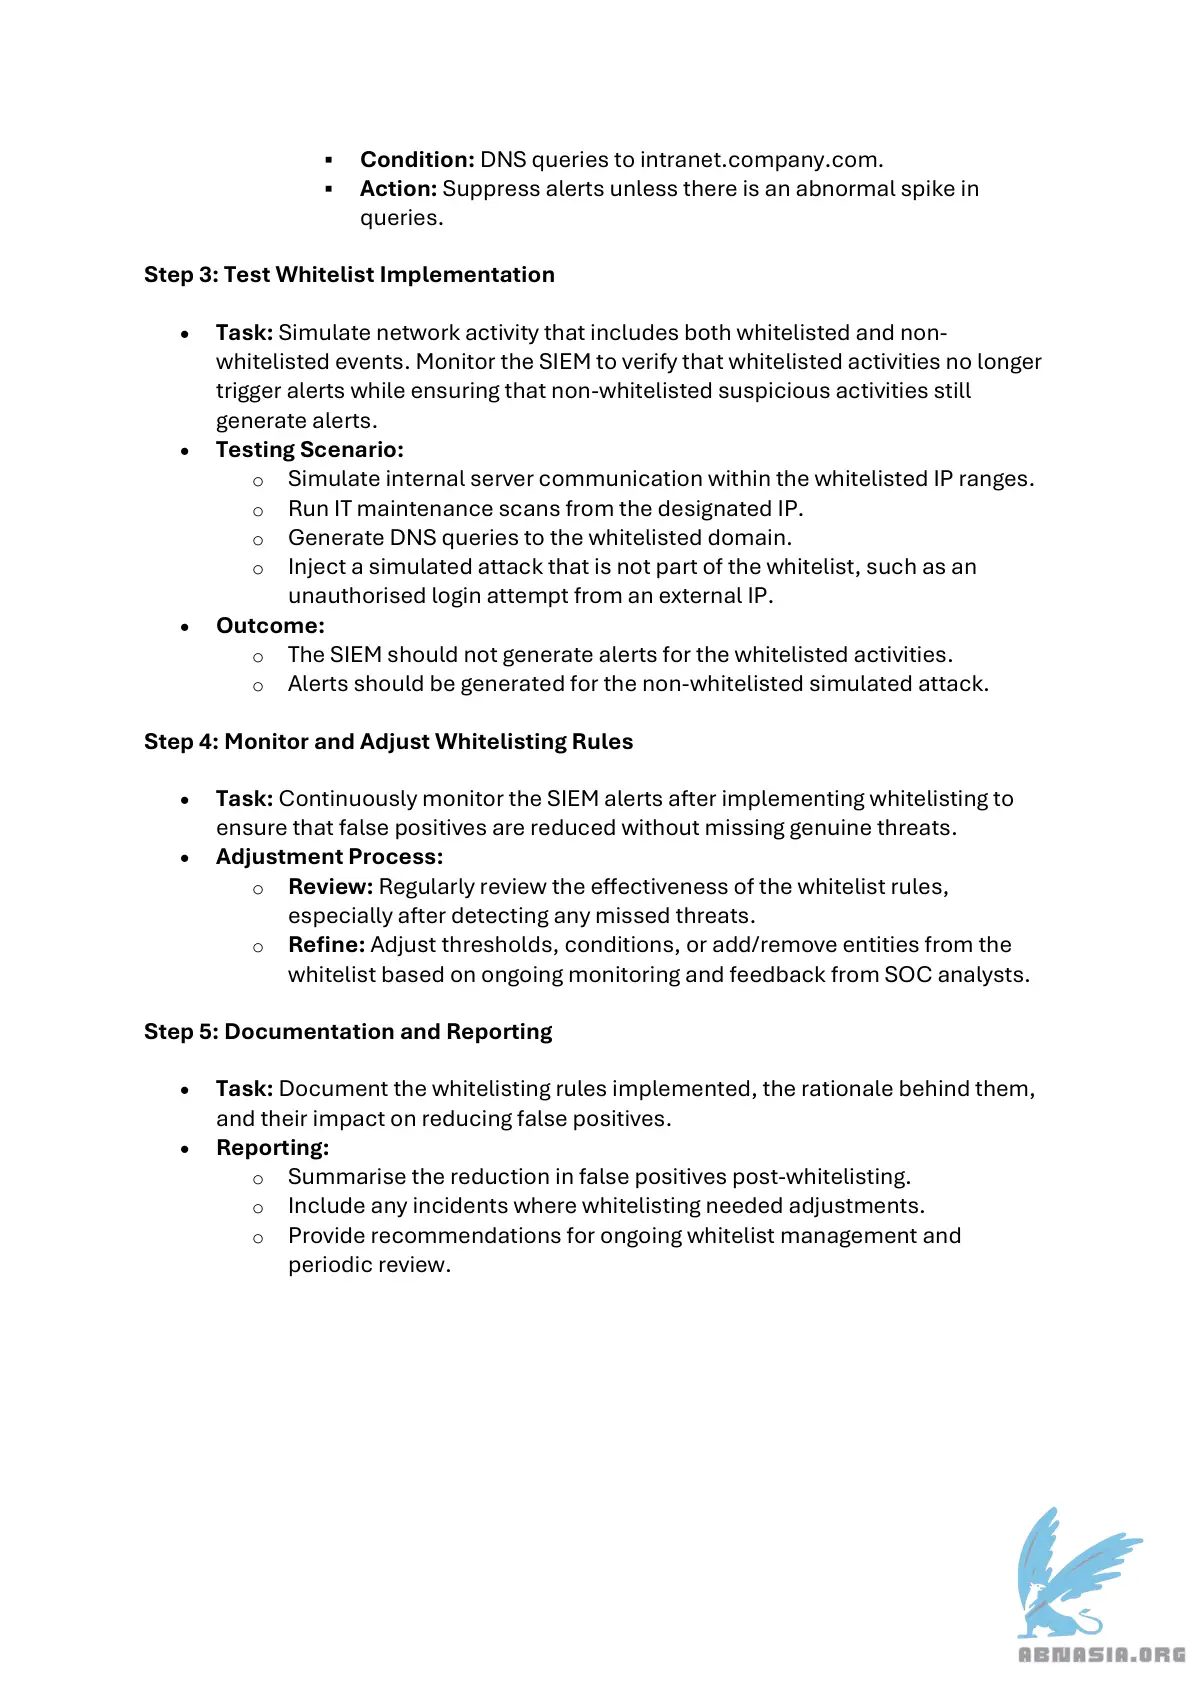 ▪ Condition: DNS queries to intranet.company.com.
▪ Action: Suppress alerts unless there is an abnormal spike in
queries.
Step 3: Test Whitelist Implementation
• Task: Simulate network activity that includes both whitelisted and non-
whitelisted events. Monitor the SIEM to verify that whitelisted activities no longer
trigger alerts while ensuring that non-whitelisted suspicious activities still
generate alerts.
• Testing Scenario:
o Simulate internal server communication within the whitelisted IP ranges.
o Run IT maintenance scans from the designated IP.
o Generate DNS queries to the whitelisted domain.
o Inject a simulated attack that is not part of the whitelist, such as an
unauthorised login attempt from an external IP.
• Outcome:
o The SIEM should not generate alerts for the whitelisted activities.
o Alerts should be generated for the non-whitelisted simulated attack.
Step 4: Monitor and Adjust Whitelisting Rules
• Task: Continuously monitor the SIEM alerts after implementing whitelisting to
ensure that false positives are reduced without missing genuine threats.
• Adjustment Process:
o Review: Regularly review the effectiveness of the whitelist rules,
especially after detecting any missed threats.
o Refine: Adjust thresholds, conditions, or add/remove entities from the
whitelist based on ongoing monitoring and feedback from SOC analysts.
Step 5: Documentation and Reporting
• Task: Document the whitelisting rules implemented, the rationale behind them,
and their impact on reducing false positives.
• Reporting:
o Summarise the reduction in false positives post-whitelisting.
o Include any incidents where whitelisting needed adjustments.
o Provide recommendations for ongoing whitelist management and
periodic review.
ABNASIA.ORG